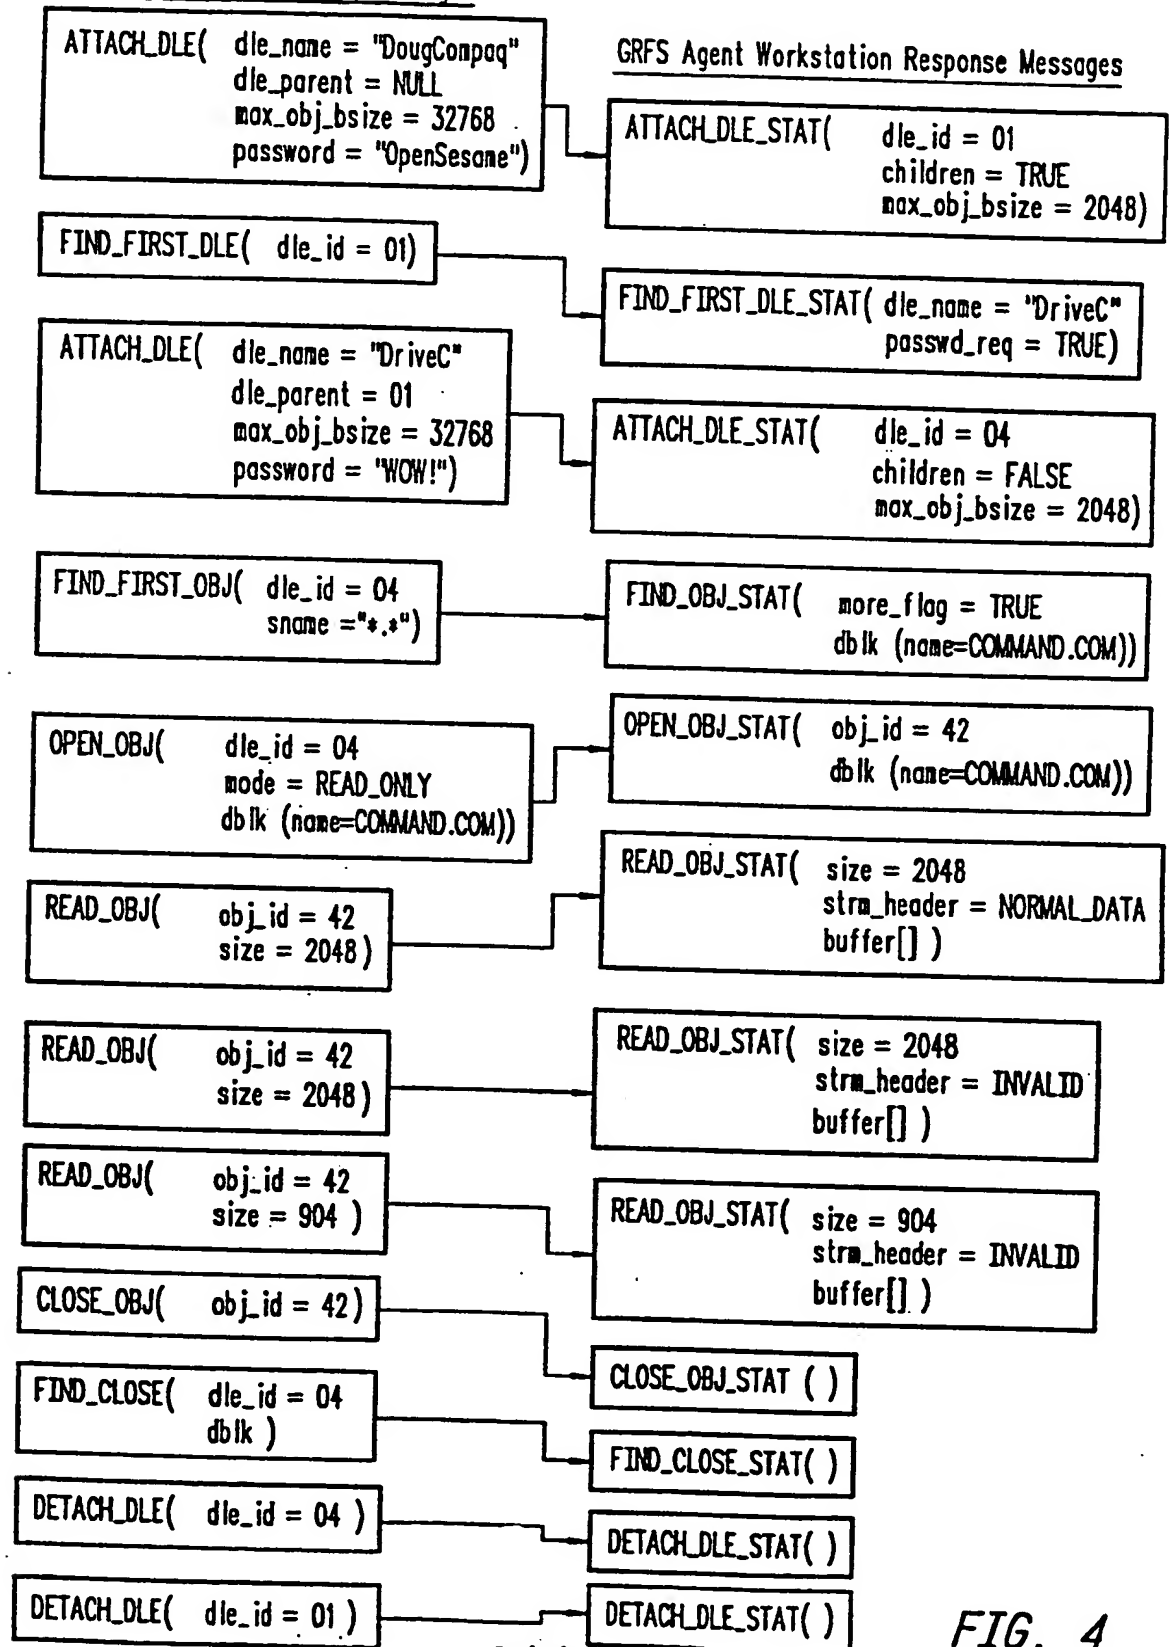 GRFS Agent Workstation Response Messages
ATTACH_DLE( dle_name = "DougCompaq"
dle_parent = NULL
max_obj_bsize = 32768
password = "OpenSesame")
ATTACH_DLE_STAT( dle_id = 01
children = TRUE
max_obj_bsize = 2048)
FIND_FIRST_DLE( dle_id = 01)
FIND_FIRST_DLE_STAT( dle_name = "DriveC"
passwd_req = TRUE)
ATTACH_DLE( dle_name = "DriveC"
dle_parent = 01
max_obj_bsize = 32768
password = "WOW!")
ATTACH_DLE_STAT( dle_id = 04
children = FALSE
max_obj_bsize = 2048)
FIND_FIRST_OBJ( dle_id = 04
sname ="*.*")
FIND_OBJ_STAT( more_flag = TRUE
dblk (name=COMMAND.COM))
OPEN_OBJ( dle_id = 04
mode = READ_ONLY
dblk (name=COMMAND.COM))
OPEN_OBJ_STAT( obj_id = 42
dblk (name=COMMAND.COM))
READ_OBJ( obj_id = 42
size = 2048)
READ_OBJ_STAT( size = 2048
strm_header = NORMAL_DATA
buffer[] )
READ_OBJ( obj_id = 42
size = 2048)
READ_OBJ_STAT( size = 2048
strm_header = INVALID
buffer[] )
READ_OBJ( obj_id = 42
size = 904 )
READ_OBJ_STAT( size = 904
strm_header = INVALID
buffer[] )
CLOSE_OBJ( obj_id = 42)
CLOSE_OBJ_STAT ( )
FIND_CLOSE( dle_id = 04
dblk )
FIND_CLOSE_STAT( )
DETACH_DLE( dle_id = 04 )
DETACH_DLE_STAT( )
DETACH_DLE( dle_id = 01 )
DETACH_DLE_STAT( )
FIG. 4